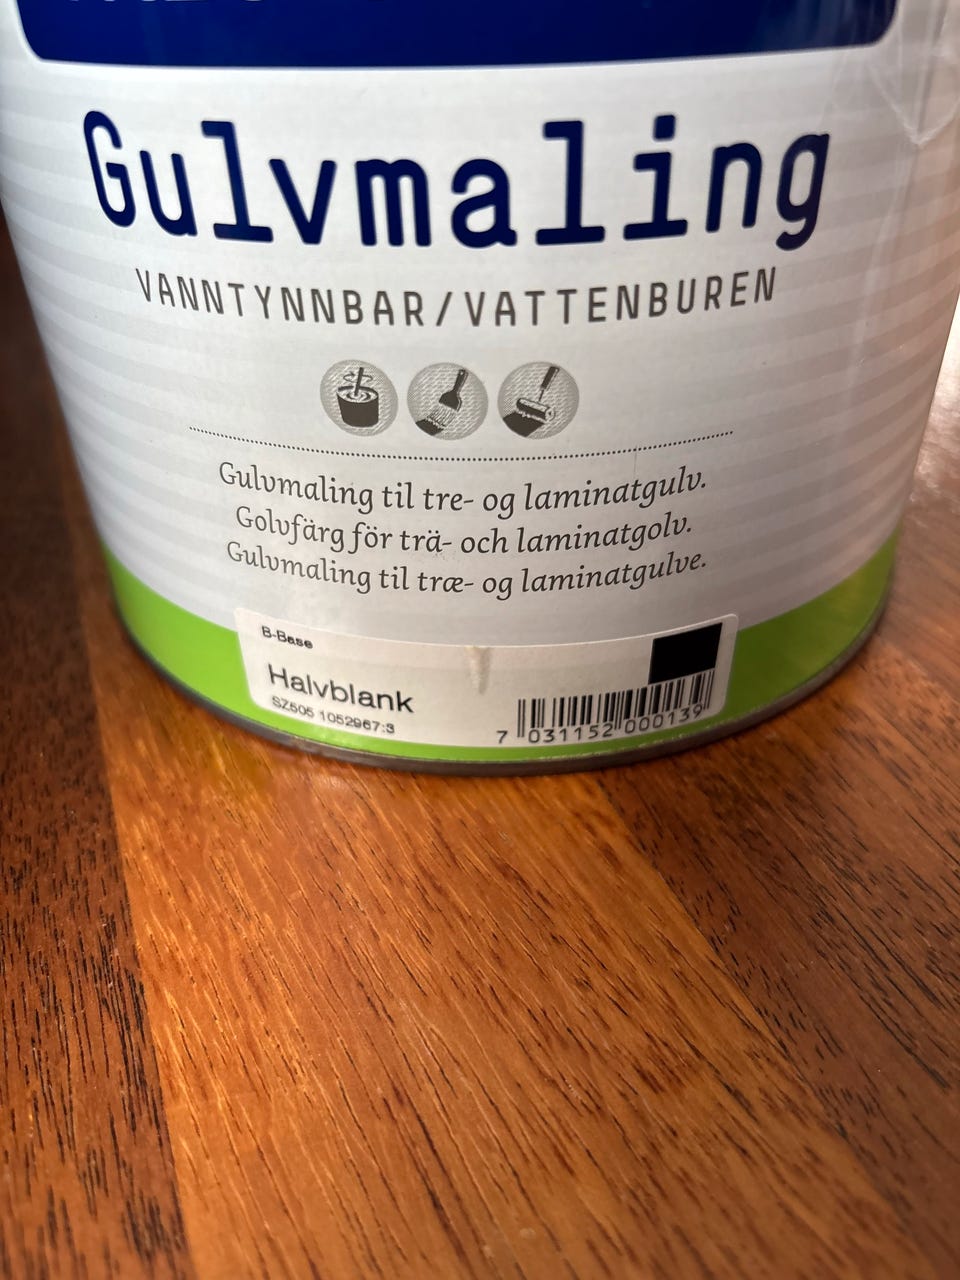 Gulvmaling
VANNTYNNBAR/VATTENBUREN
Gulvmaling til tre- og laminatgulv.
Golvfärg för trä- och laminatgolv.
Gulvmaling til træ- og laminatgulve.
B-Base
Halvblank
SZ505 1052967:3
7 031152 000139